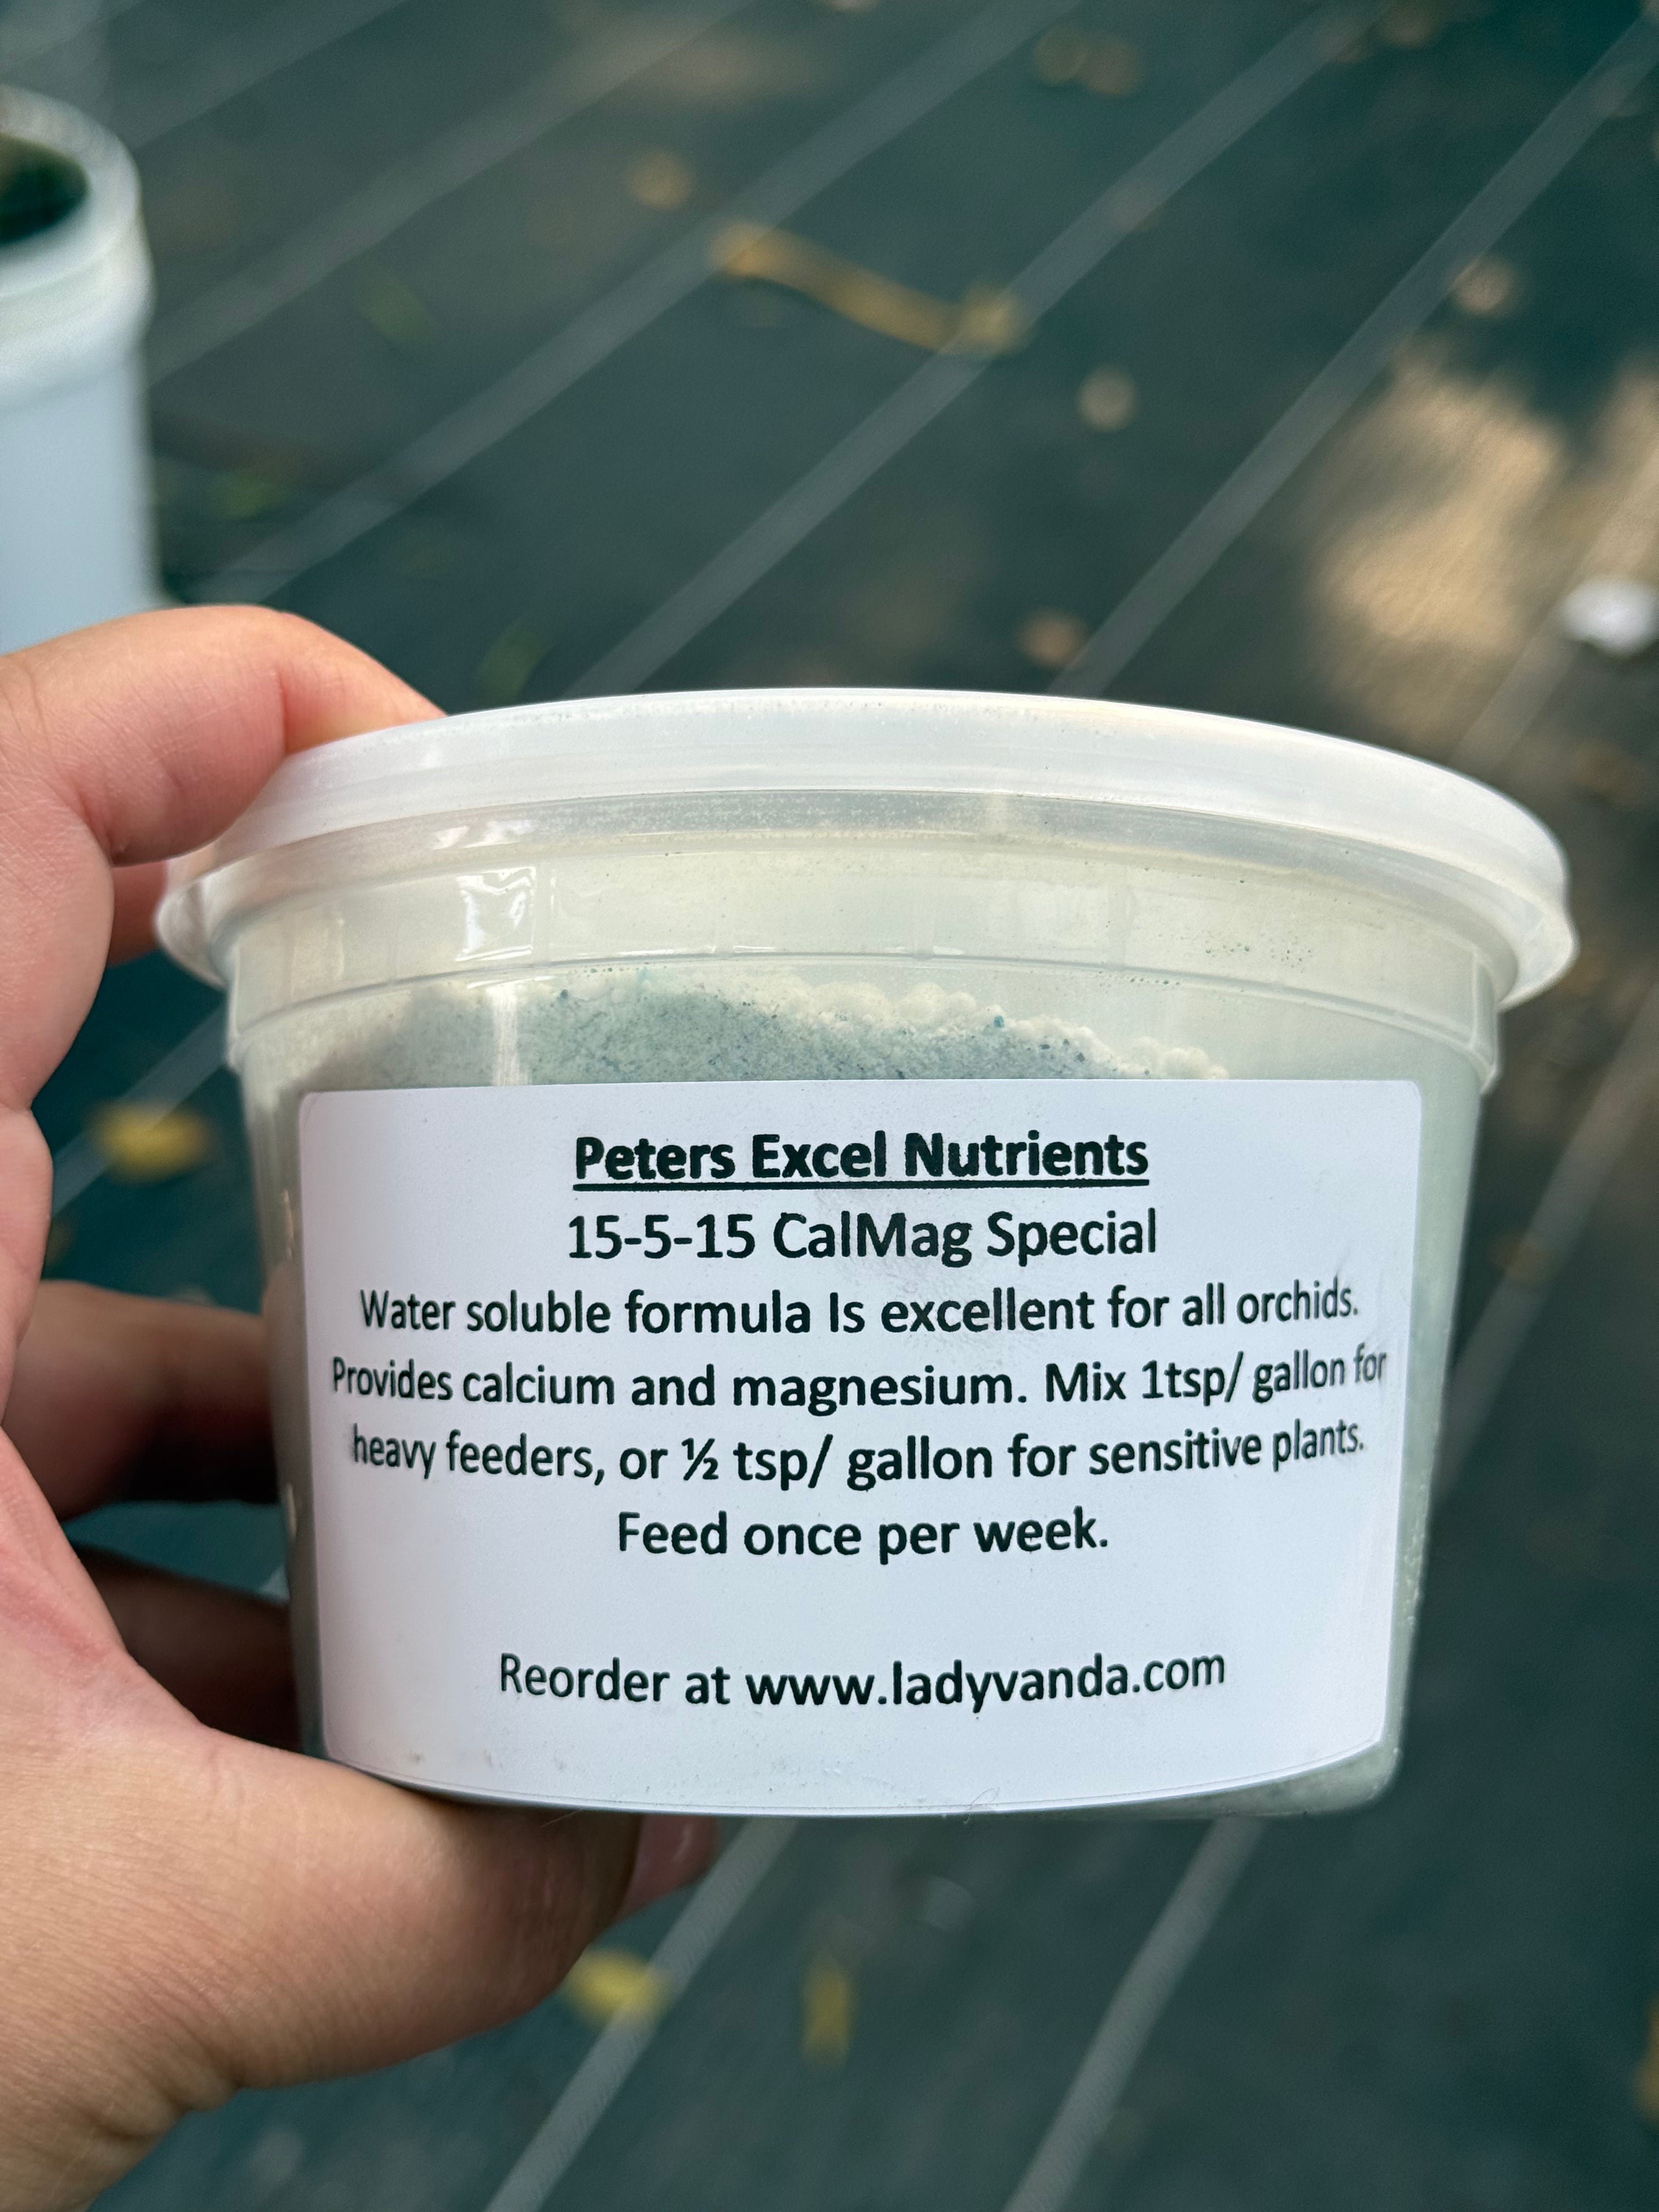 Peters Excel Nutrients
15-5-15 CalMag Special
Water soluble formula Is excellent for all orchids.
Provides calcium and magnesium. Mix 1tsp/ gallon for
heavy feeders, or ½ tsp/ gallon for sensitive plants.
Feed once per week.
Reorder at www.ladyvanda.com